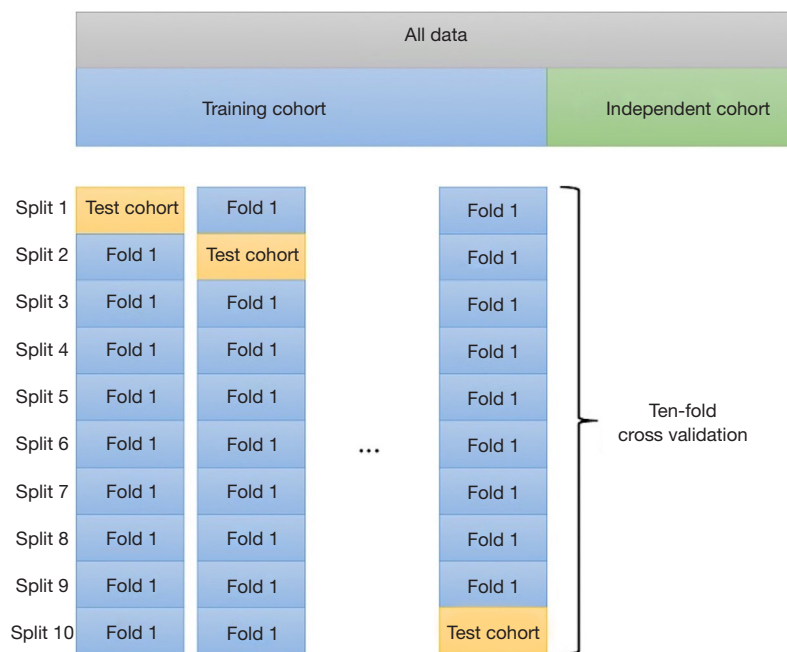 All data
Training cohort Independent cohort
Split 1 Test cohort Fold 1 Fold 1
Split 2 Fold 1 Test cohort Fold 1
Split 3 Fold 1 Fold 1 Fold 1
Split 4 Fold 1 Fold 1 Fold 1
Split 5 Fold 1 Fold 1 Fold 1
Split 6 Fold 1 Fold 1 ... Fold 1
Split 7 Fold 1 Fold 1 Fold 1
Split 8 Fold 1 Fold 1 Fold 1
Split 9 Fold 1 Fold 1 Fold 1
Split 10 Fold 1 Fold 1 Test cohort
Ten-fold
cross validation